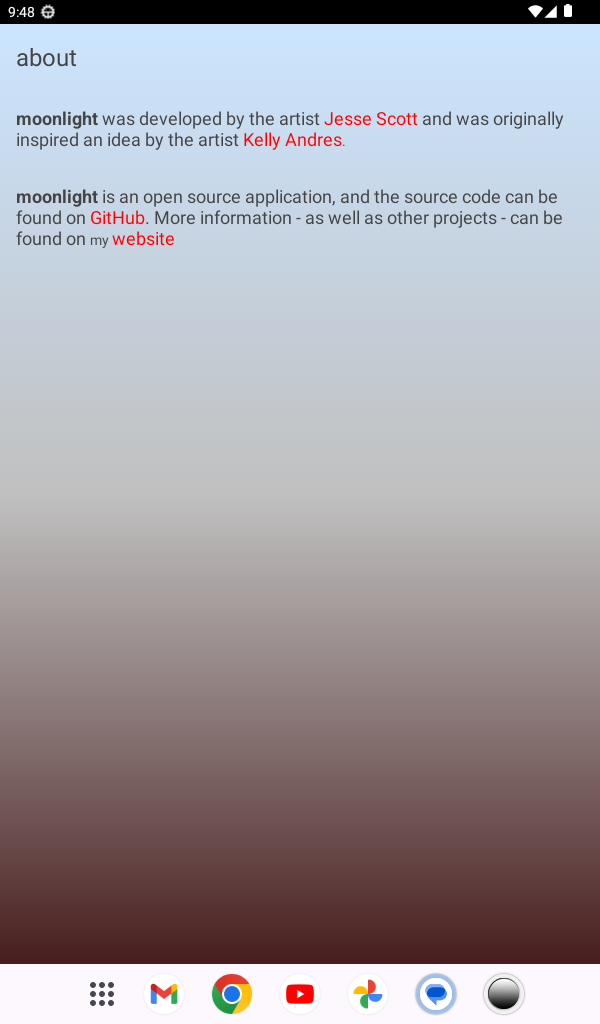 9:48
about
moonlight was developed by the artist Jesse Scott and was originally
inspired an idea by the artist Kelly Andres.
moonlight is an open source application, and the source code can be
found on GitHub. More information - as well as other projects - can be
found on my website